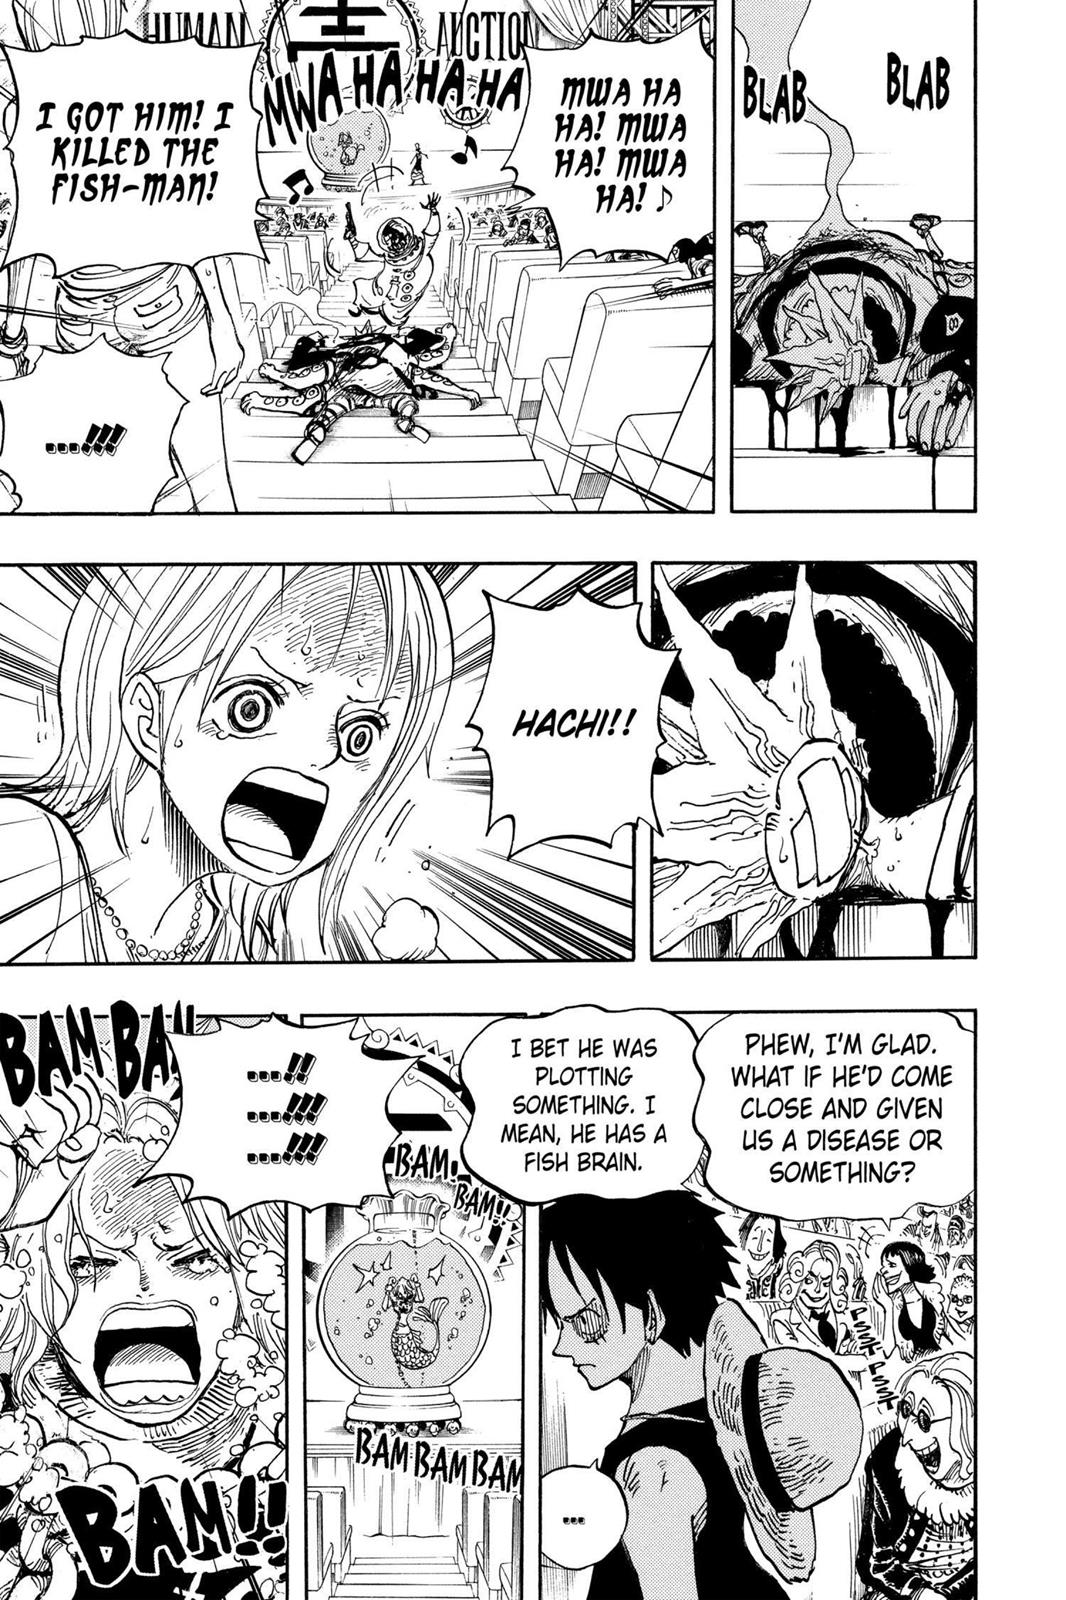 BLAB
BLAB
MWA HA
HA! MWA
HA! MWA
HA! ♪
HUMAN
AUCTION
MWA HA HA HA HA
I GOT HIM! I
KILLED THE
FISH-MAN!
...!!!
HACHI!!
PHEW, I'M GLAD.
WHAT IF HE'D COME
CLOSE AND GIVEN
US A DISEASE OR
SOMETHING?
I BET HE WAS
PLOTTING
SOMETHING. I
MEAN, HE HAS A
FISH BRAIN.
PSST PSST
...
BAM!!
BAM!!
BAM BAM BAM
...!!
...!!!
...!!!
BAM BAM
BAM!!